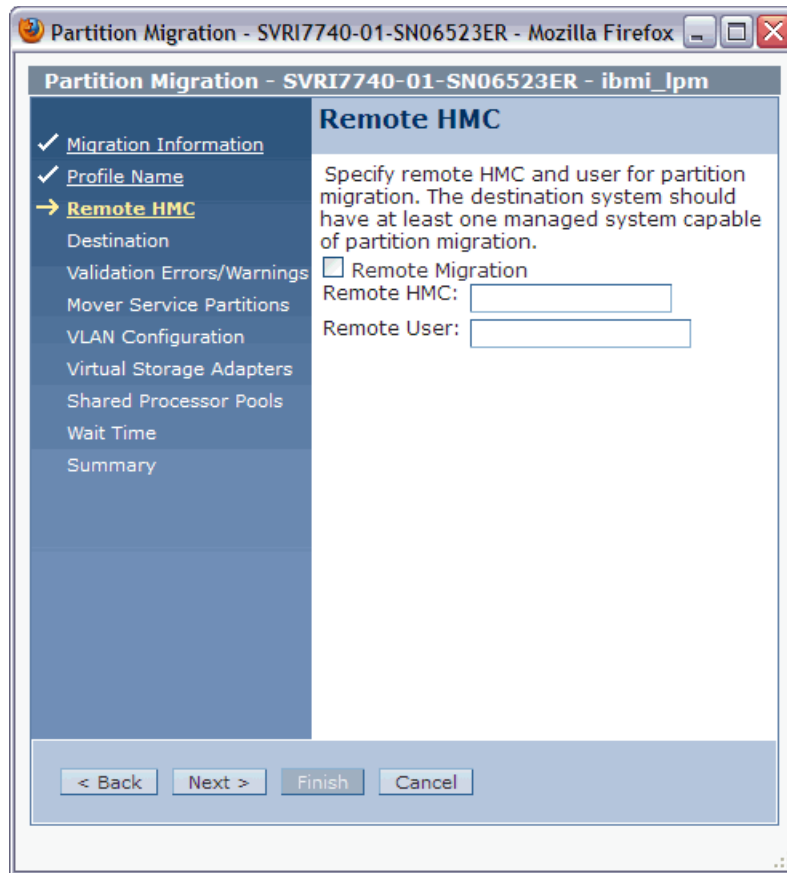 Partition Migration - SVRI7740-01-SN06523ER - Mozilla Firefox
Partition Migration - SVRI7740-01-SN06523ER - ibmi_lpm
Migration Information
Profile Name
Remote HMC
Destination
Validation Errors/Warnings
Mover Service Partitions
VLAN Configuration
Virtual Storage Adapters
Shared Processor Pools
Wait Time
Summary
Remote HMC
Specify remote HMC and user for partition
migration. The destination system should
have at least one managed system capable
of partition migration.
Remote Migration
Remote HMC:
Remote User:
< Back Next > Finish Cancel